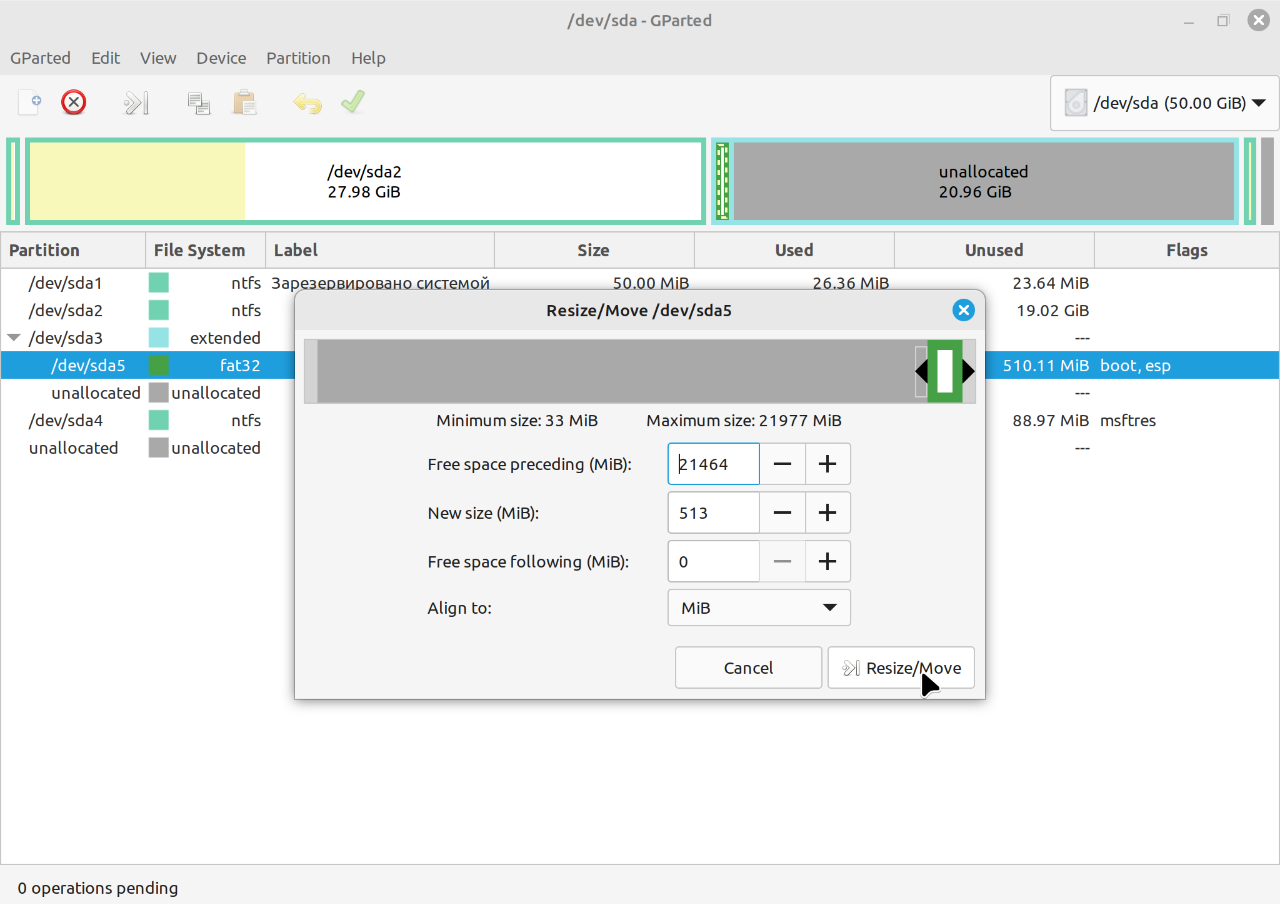 /dev/sda - GParted
GParted Edit View Device Partition Help
/dev/sda (50.00 GiB)
/dev/sda2
27.98 GiB
unallocated
20.96 GiB
Partition File System Label Size Used Unused Flags
/dev/sda1 ntfs Зарезервировано системой 50.00 MiB 26.36 MiB 23.64 MiB
/dev/sda2 ntfs 19.02 GiB
/dev/sda3 extended ---
/dev/sda5 fat32 510.11 MiB boot, esp
unallocated unallocated ---
/dev/sda4 ntfs 88.97 MiB msftres
unallocated unallocated ---
Resize/Move /dev/sda5
Minimum size: 33 MiB Maximum size: 21977 MiB
Free space preceding (MiB): 21464
New size (MiB): 513
Free space following (MiB): 0
Align to: MiB
Cancel Resize/Move
0 operations pending